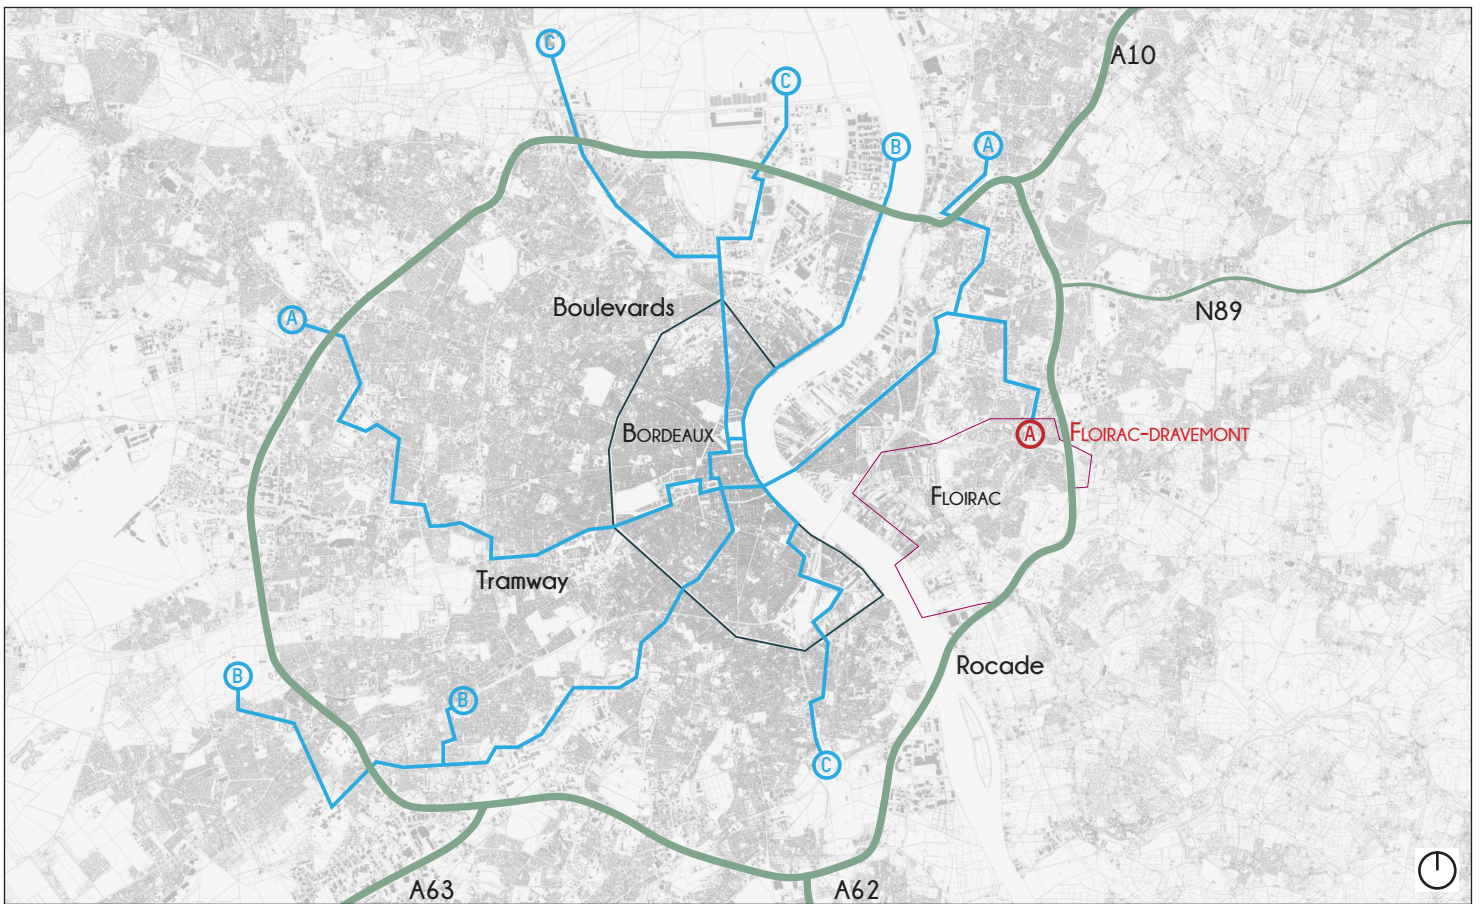 C
A10
C
B
A
N89
Boulevards
A
BORDEAUX
A
FLOIRAC-DRAVEMONT
FLOIRAC
Tramway
Rocade
B
B
C
A63
A62